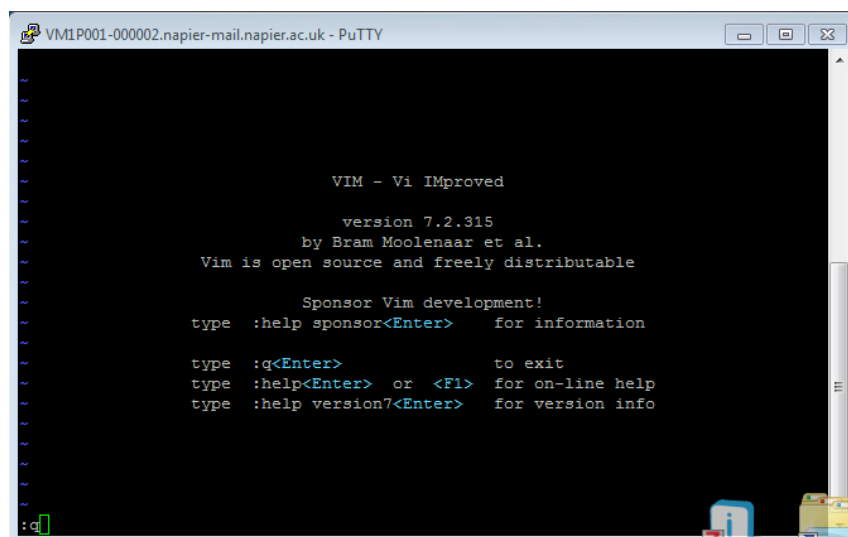 VM1P001-000002.napier-mail.napier.ac.uk - PuTTY
~
~
~
~
~
~ VIM - Vi IMproved
~
~ version 7.2.315
~ by Bram Moolenaar et al.
~ Vim is open source and freely distributable
~
~ Sponsor Vim development!
~ type :help sponsor<Enter> for information
~
~ type :q<Enter> to exit
~ type :help<Enter> or <F1> for on-line help
~ type :help version7<Enter> for version info
~
~
~
~
~
:q